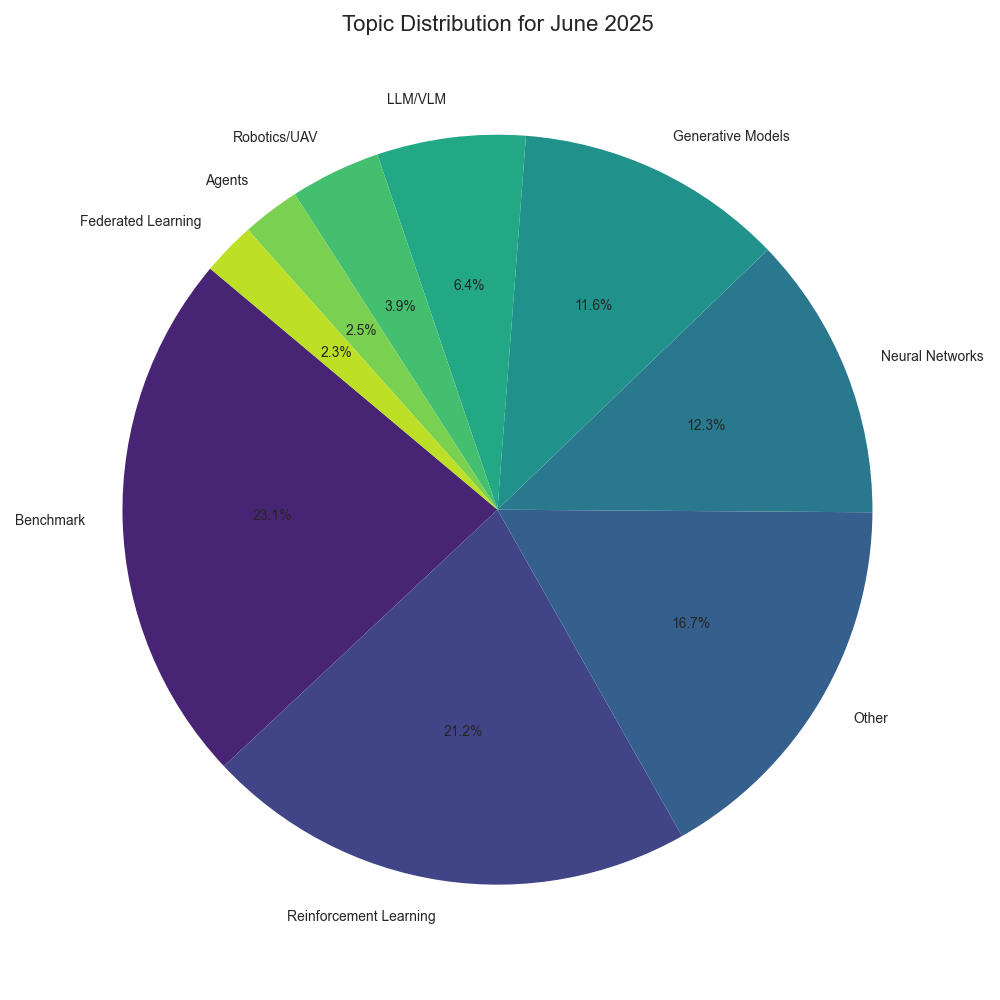 Topic Distribution for June 2025
LLM/VLM
Robotics/UAV
Generative Models
Agents
Federated Learning
6.4%
3.9%
11.6%
2.5%
2.3%
Neural Networks
12.3%
Benchmark
23.1%
16.7%
Other
21.2%
Reinforcement Learning